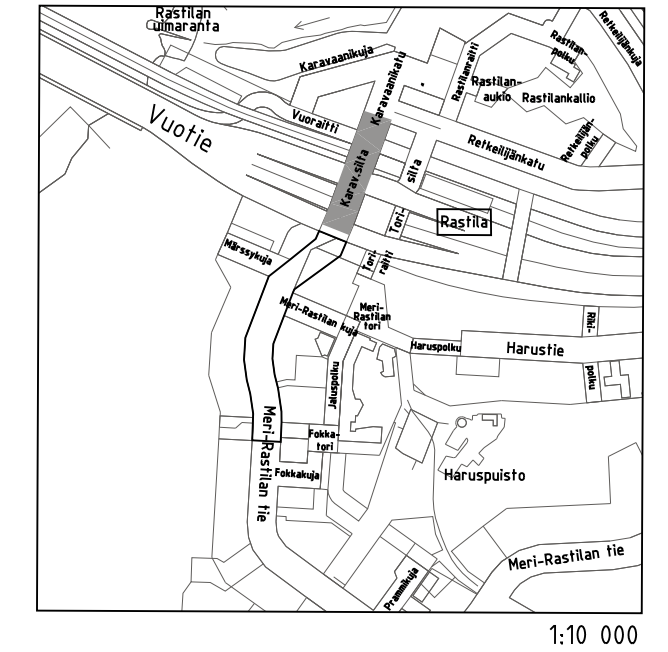 Rastilan
uimaranta
Karavaanikuja
Karavaanikatu
Rastilanraitti
Rastilan-
polku
Retkeilijänkuja
Rastilan-
aukio
Rastilankallio
Vuotie
Vuoraitti
Retkeilijänkatu
Retkeilijän-
polku
Karav.silta
silta
Tori-
Rastila
Märssykuja
Tori-
raitti
Meri-Rastilan kuja
Meri-
Rastilan
tori
Riki-
polku
Haruspolku
Harustie
Jaluspolku
Meri-Rastilan tie
Fokka-
tori
Fokkakuja
Haruspuisto
Meri-Rastilan tie
Prammikuja
1:10 000